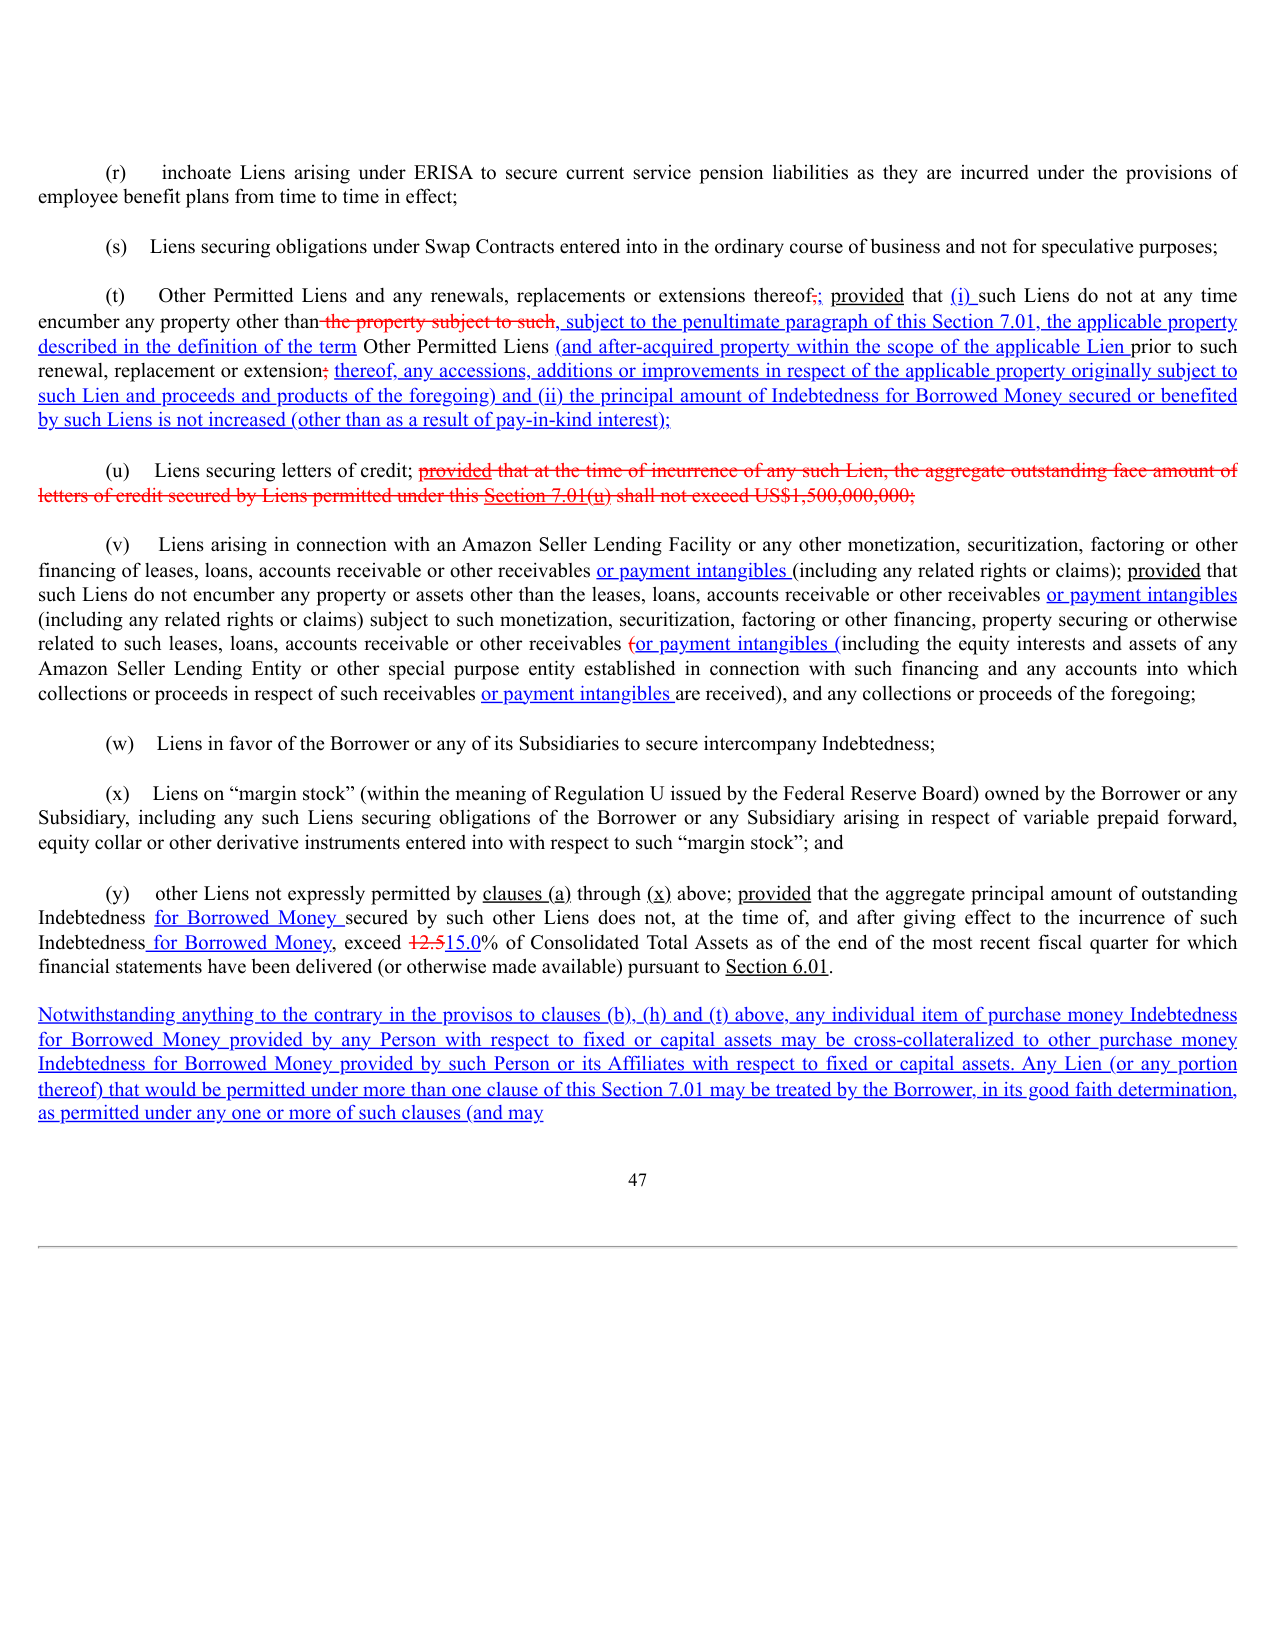 (r) inchoate Liens arising under ERISA to secure current service pension liabilities as they are incurred under the provisions of
employee benefit plans from time to time in effect;
(s) Liens securing obligations under Swap Contracts entered into in the ordinary course of business and not for speculative purposes;
(t) Other Permitted Liens and any renewals, replacements or extensions thereof;; provided that (i) such Liens do not at any time
encumber any property other than the property subject to such, subject to the penultimate paragraph of this Section 7.01, the applicable property
described in the definition of the term Other Permitted Liens (and after-acquired property within the scope of the applicable Lien prior to such
renewal, replacement or extension; thereof, any accessions, additions or improvements in respect of the applicable property originally subject to
such Lien and proceeds and products of the foregoing) and (ii) the principal amount of Indebtedness for Borrowed Money secured or benefited
by such Liens is not increased (other than as a result of pay-in-kind interest);
(u) Liens securing letters of credit; provided that at the time of incurrence of any such Lien, the aggregate outstanding face amount of
letters of credit secured by Liens permitted under this Section 7.01(u) shall not exceed US$1,500,000,000;
(v) Liens arising in connection with an Amazon Seller Lending Facility or any other monetization, securitization, factoring or other
financing of leases, loans, accounts receivable or other receivables or payment intangibles (including any related rights or claims); provided that
such Liens do not encumber any property or assets other than the leases, loans, accounts receivable or other receivables or payment intangibles
(including any related rights or claims) subject to such monetization, securitization, factoring or other financing, property securing or otherwise
related to such leases, loans, accounts receivable or other receivables (or payment intangibles (including the equity interests and assets of any
Amazon Seller Lending Entity or other special purpose entity established in connection with such financing and any accounts into which
collections or proceeds in respect of such receivables or payment intangibles are received), and any collections or proceeds of the foregoing;
(w) Liens in favor of the Borrower or any of its Subsidiaries to secure intercompany Indebtedness;
(x) Liens on “margin stock” (within the meaning of Regulation U issued by the Federal Reserve Board) owned by the Borrower or any
Subsidiary, including any such Liens securing obligations of the Borrower or any Subsidiary arising in respect of variable prepaid forward,
equity collar or other derivative instruments entered into with respect to such “margin stock”; and
(y) other Liens not expressly permitted by clauses (a) through (x) above; provided that the aggregate principal amount of outstanding
Indebtedness for Borrowed Money secured by such other Liens does not, at the time of, and after giving effect to the incurrence of such
Indebtedness for Borrowed Money, exceed 12.515.0% of Consolidated Total Assets as of the end of the most recent fiscal quarter for which
financial statements have been delivered (or otherwise made available) pursuant to Section 6.01.
Notwithstanding anything to the contrary in the provisos to clauses (b), (h) and (t) above, any individual item of purchase money Indebtedness
for Borrowed Money provided by any Person with respect to fixed or capital assets may be cross-collateralized to other purchase money
Indebtedness for Borrowed Money provided by such Person or its Affiliates with respect to fixed or capital assets. Any Lien (or any portion
thereof) that would be permitted under more than one clause of this Section 7.01 may be treated by the Borrower, in its good faith determination,
as permitted under any one or more of such clauses (and may
47